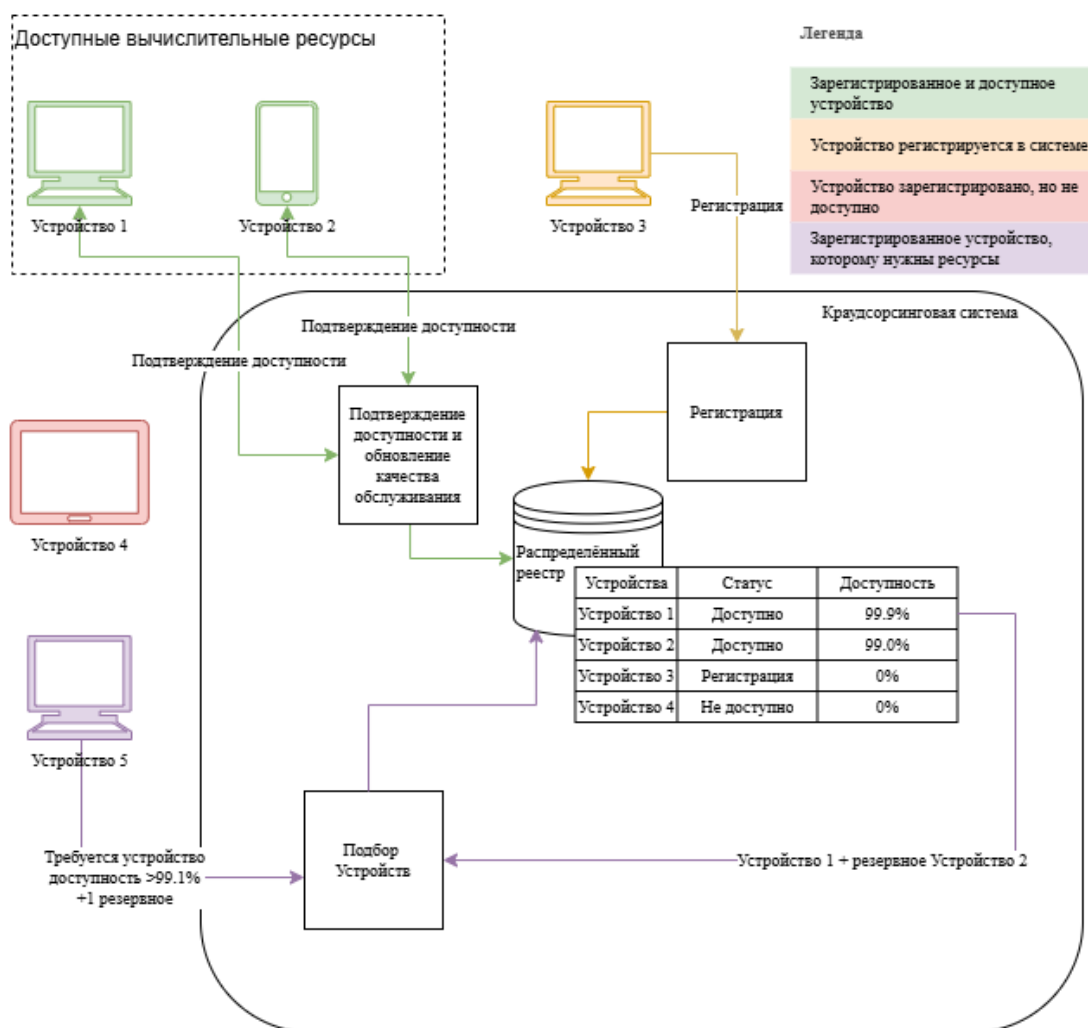 Доступные вычислительные ресурсы
Легенда
Зарегистрированное и доступное
устройство
Устройство регистрируется в системе
Устройство зарегистрировано, но не
доступно
Зарегистрированное устройство,
которому нужны ресурсы
Устройство 1
Устройство 2
Устройство 3
Регистрация
Краудсорсинговая система
Подтверждение доступности
Подтверждение доступности
Подтверждение
доступности и
обновление
качества
обслуживания
Регистрация
Устройство 4
Распределённый
реестр
Устройства Статус Доступность
Устройство 1 Доступно 99.9%
Устройство 2 Доступно 99.0%
Устройство 3 Регистрация 0%
Устройство 4 Не доступно 0%
Устройство 5
Требуется устройство
доступность >99.1%
+1 резервное
Подбор
Устройств
Устройство 1 + резервное Устройство 2